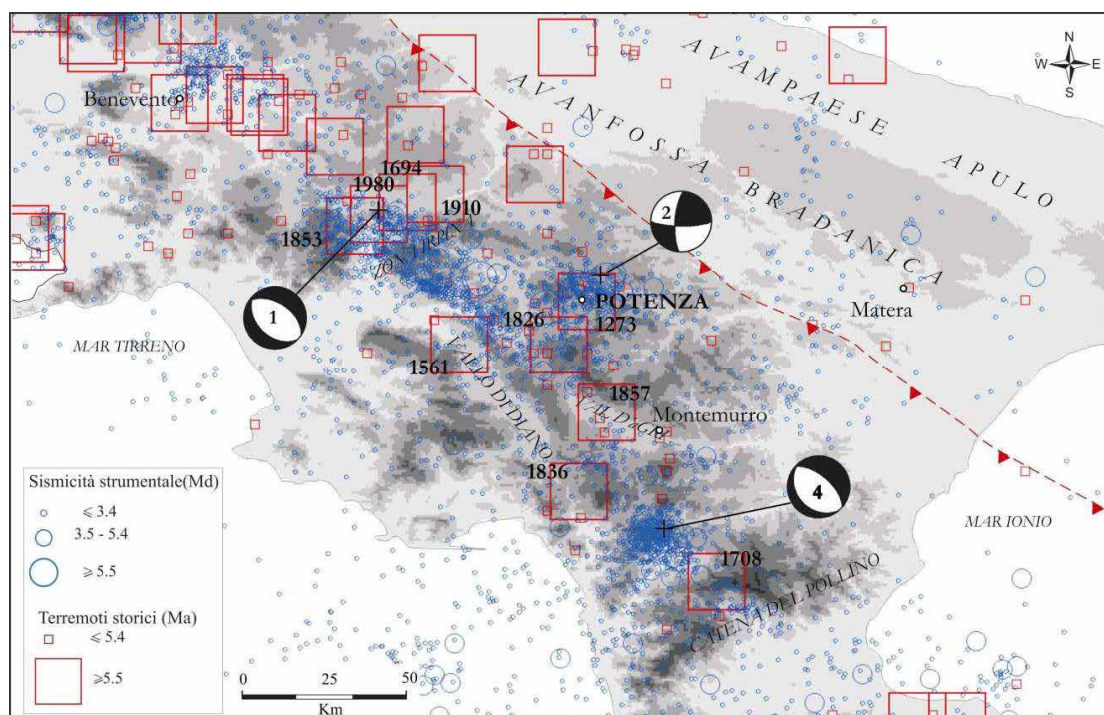 AVAMPAESE APULO
AVANFOSSA BRADANICA
N
W E
S
Benevento
1694
1980
1910
1853
ZONA IRPINA
2
POTENZA
Matera
1
1826
1273
MAR TIRRENO
1561
VALLO DI DIANO
1857
VAL D'AGRI
Montemurro
1836
4
MAR IONIO
1708
CATENA DEL POLLINO
Sismicità strumentale(Md)
⩽ 3.4
3.5 - 5.4
⩾ 5.5
Terremoti storici (Ma)
⩽ 5.4
⩾5.5
0 25 50
Km